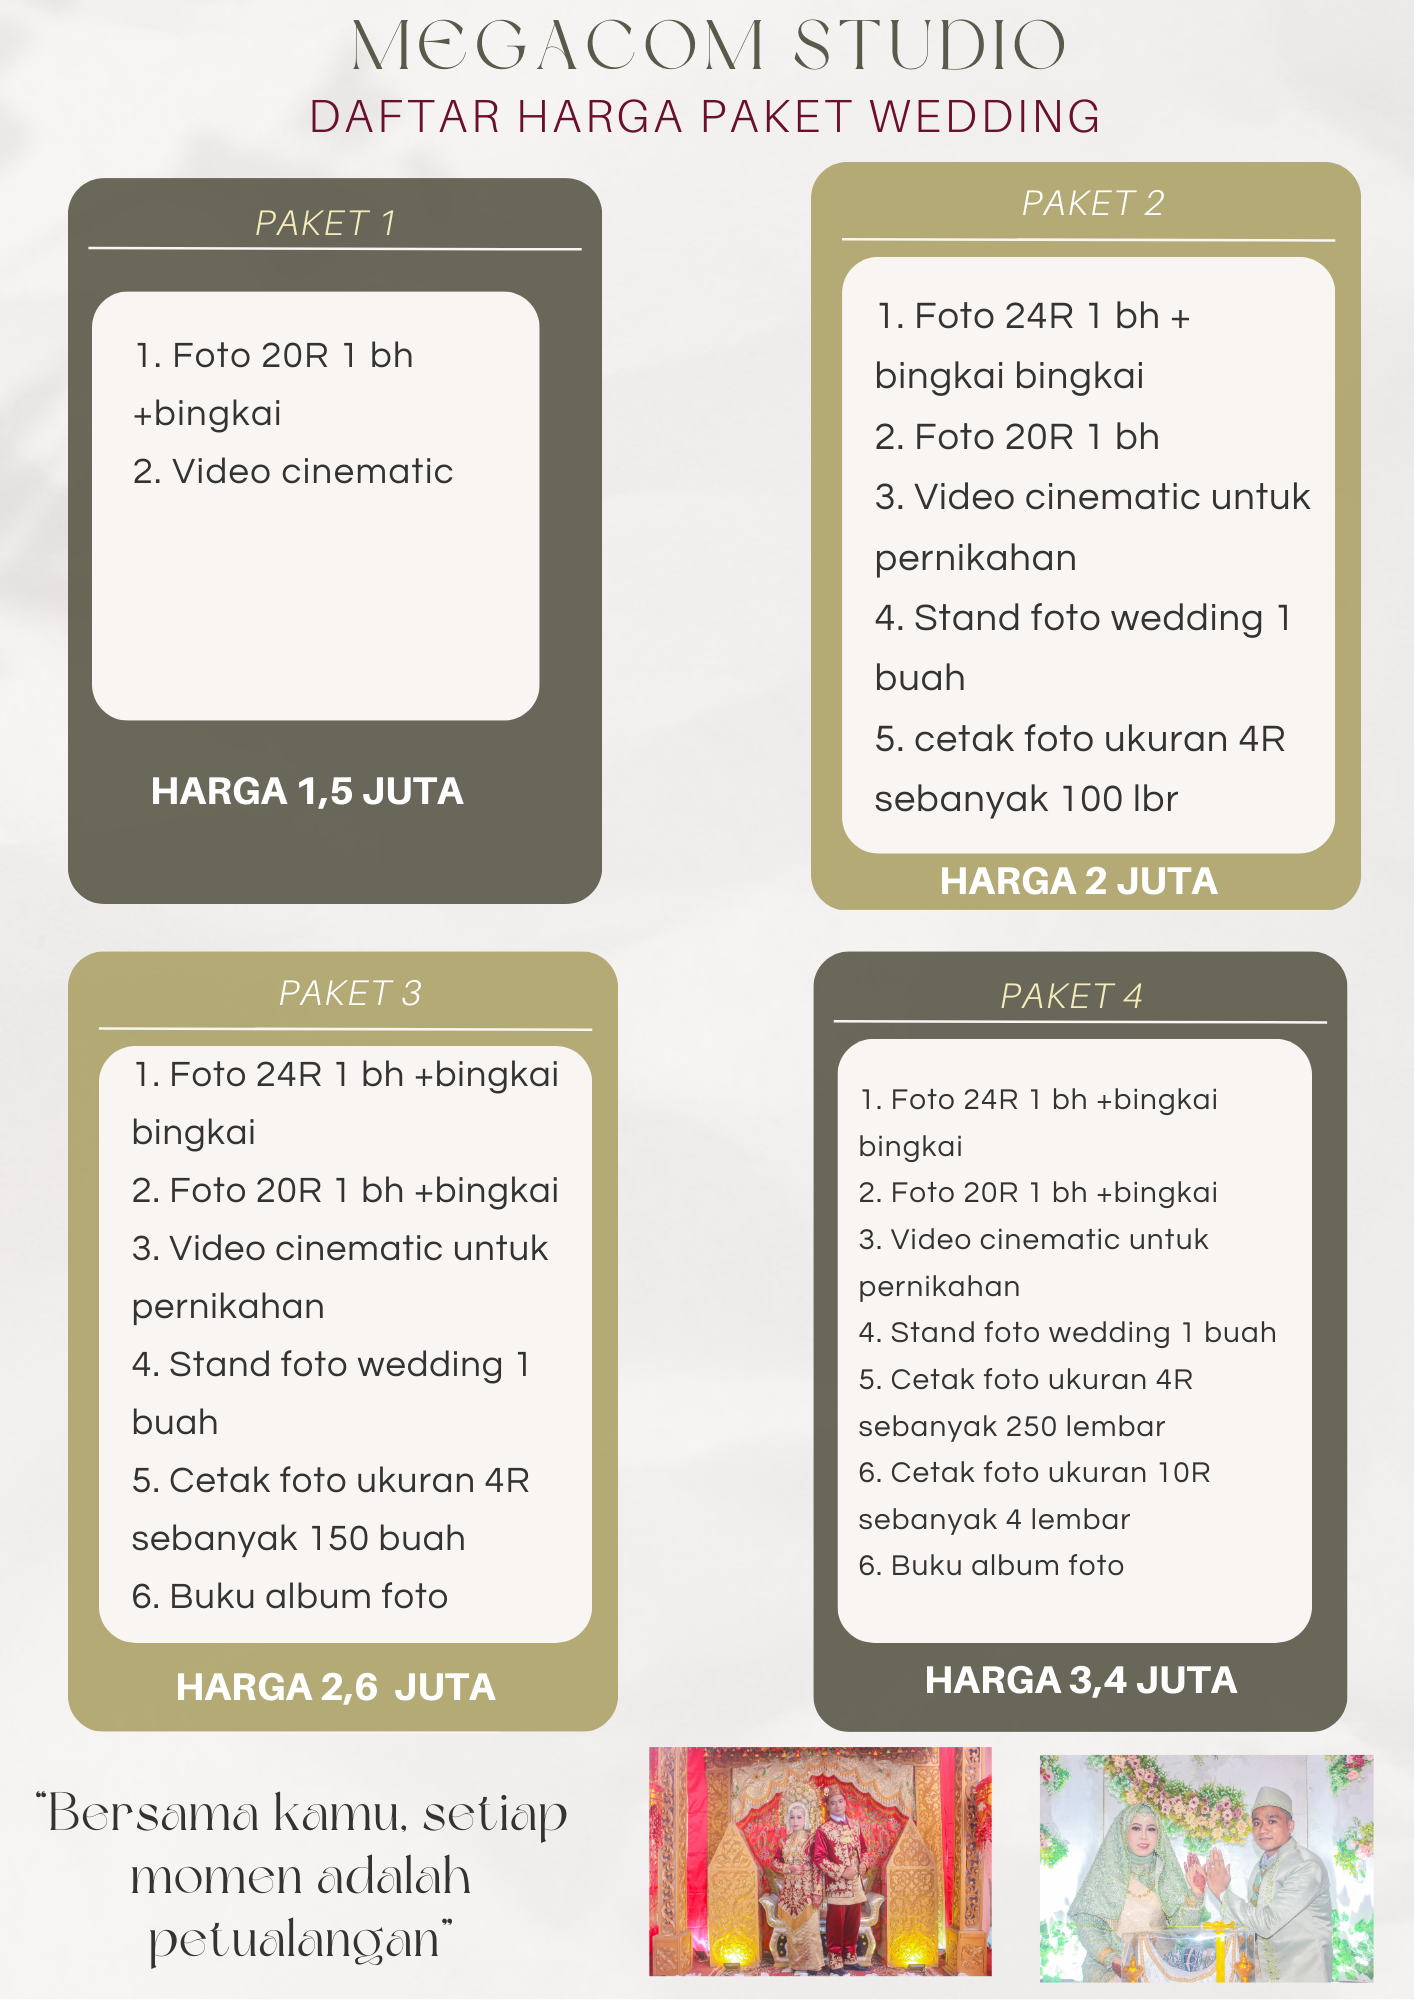 MEGACOM STUDIO
DAFTAR HARGA PAKET WEDDING
PAKET 1
1. Foto 20R 1 bh
+bingkai
2. Video cinematic
HARGA 1,5 JUTA
PAKET 2
1. Foto 24R 1 bh +
bingkai bingkai
2. Foto 20R 1 bh
3. Video cinematic untuk
pernikahan
4. Stand foto wedding 1
buah
5. cetak foto ukuran 4R
sebanyak 100 lbr
HARGA 2 JUTA
PAKET 3
1. Foto 24R 1 bh +bingkai
bingkai
2. Foto 20R 1 bh +bingkai
3. Video cinematic untuk
pernikahan
4. Stand foto wedding 1
buah
5. Cetak foto ukuran 4R
sebanyak 150 buah
6. Buku album foto
HARGA 2,6 JUTA
PAKET 4
1. Foto 24R 1 bh +bingkai
bingkai
2. Foto 20R 1 bh +bingkai
3. Video cinematic untuk
pernikahan
4. Stand foto wedding 1 buah
5. Cetak foto ukuran 4R
sebanyak 250 lembar
6. Cetak foto ukuran 10R
sebanyak 4 lembar
6. Buku album foto
HARGA 3,4 JUTA
"Bersama kamu, setiap
momen adalah
petualangan"